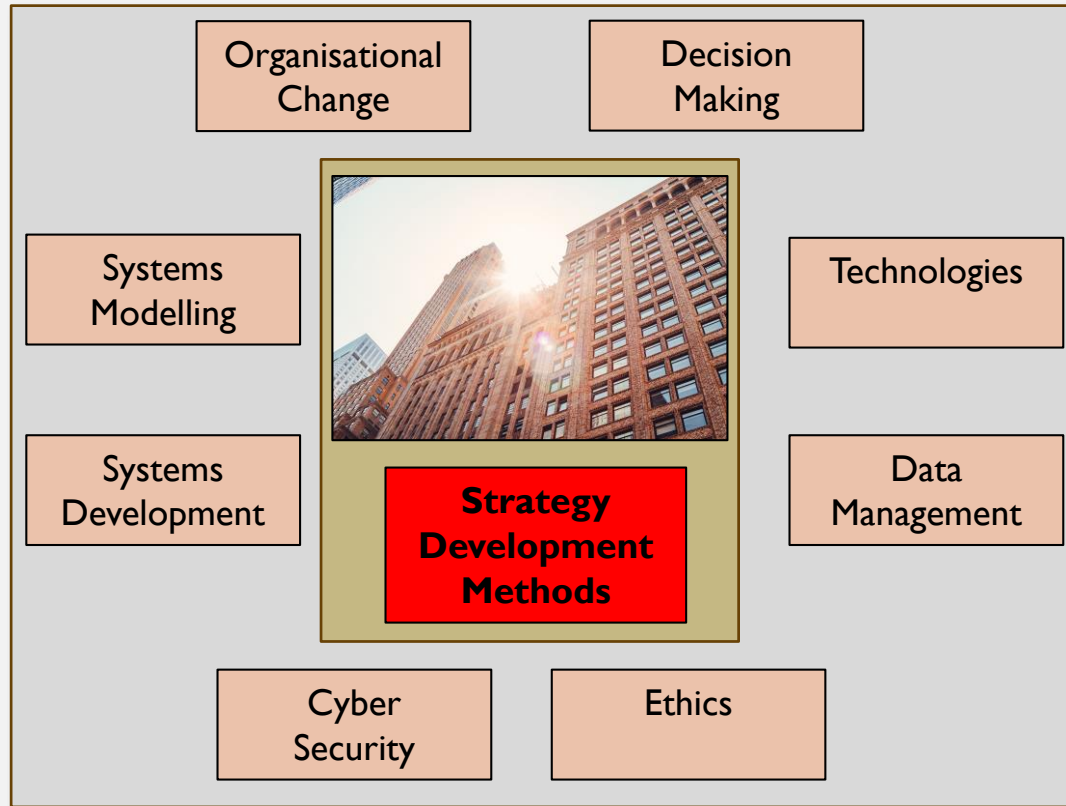 Organisational
Change
Decision
Making
Systems
Modelling
Technologies
Systems
Development
Data
Management
Strategy
Development
Methods
Cyber
Security
Ethics